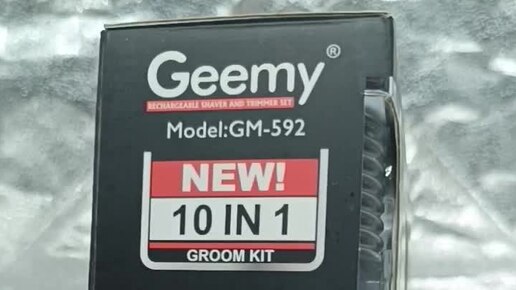 Geemy®
RECHARGEABLE SHAVER AND TRIMMER SET
Model:GM-592
NEW!
10 IN 1
GROOM KIT